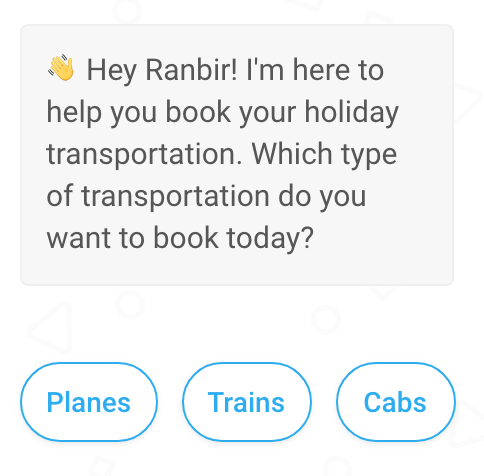 👋 Hey Ranbir! I'm here to
help you book your holiday
transportation. Which type
of transportation do you
want to book today?
Planes
Trains
Cabs